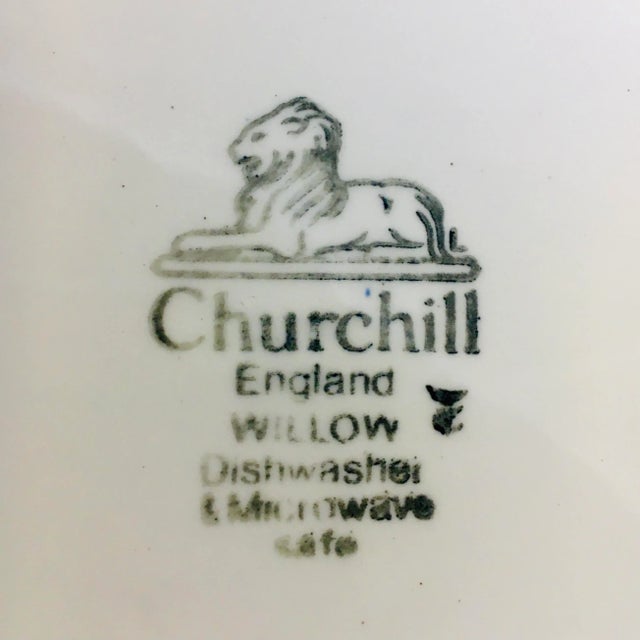 Churchill
England
WILLOW
Dishwasher
& Microwave
safe